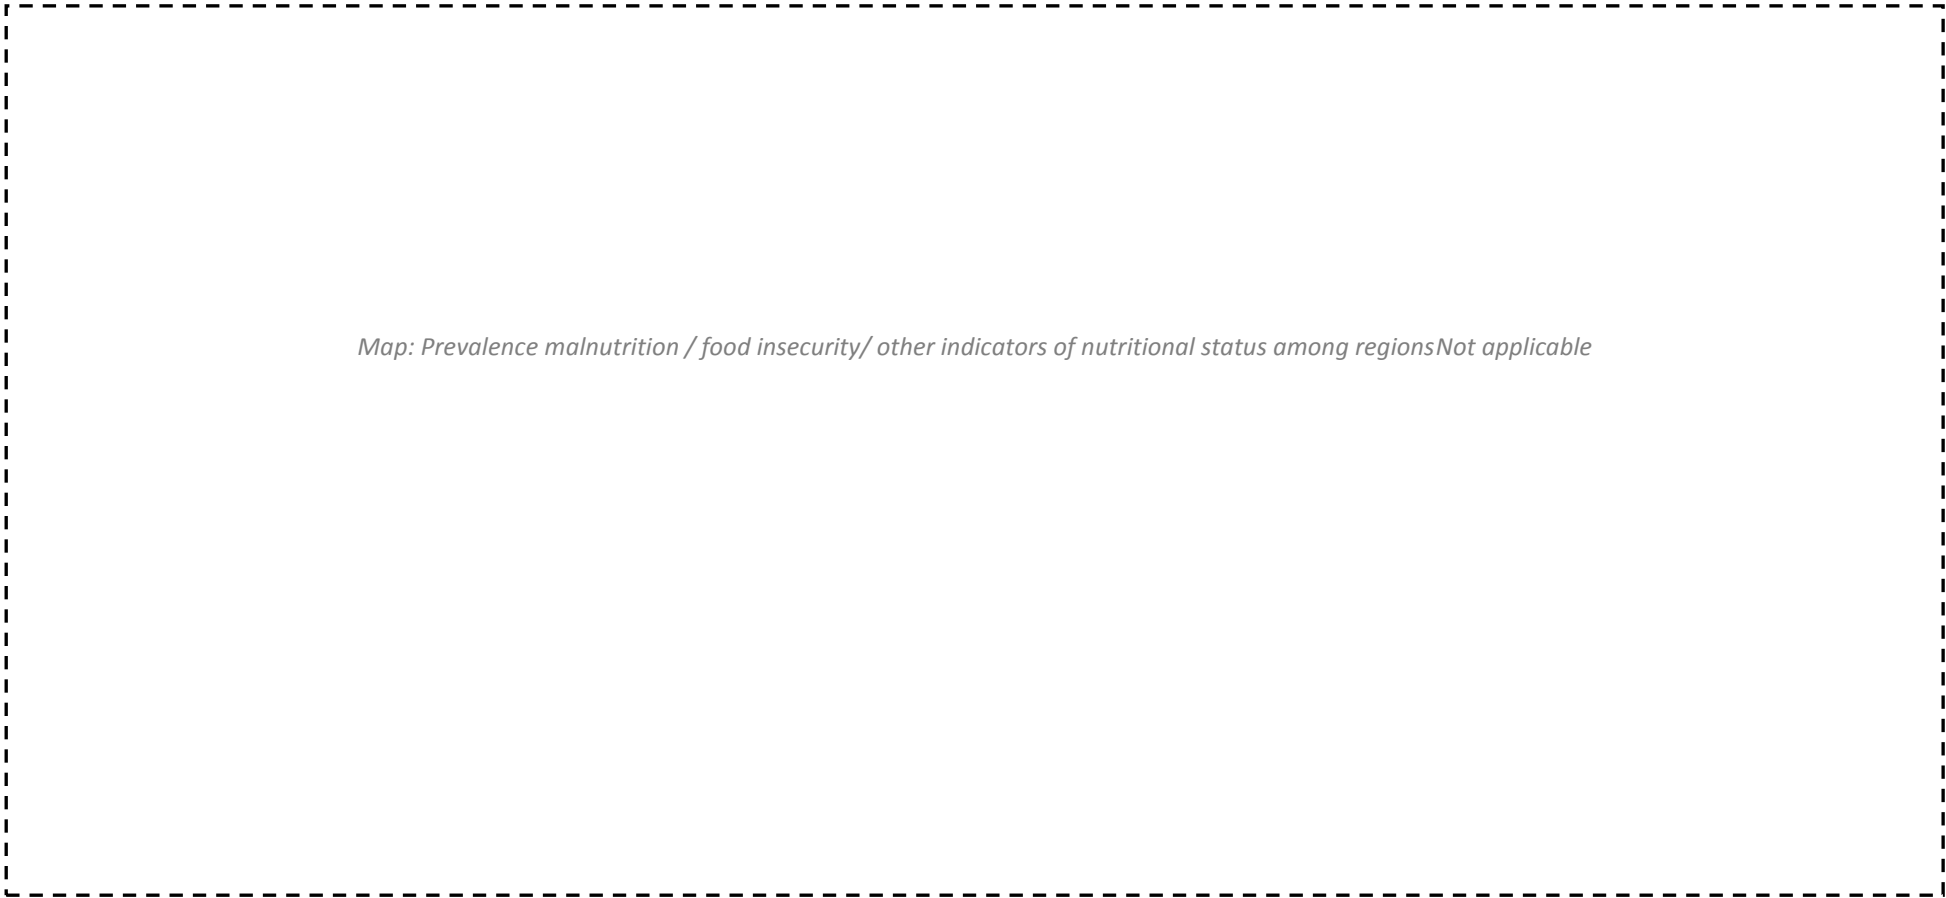 Map: Prevalence malnutrition / food insecurity/ other indicators of nutritional status among regionsNot applicable